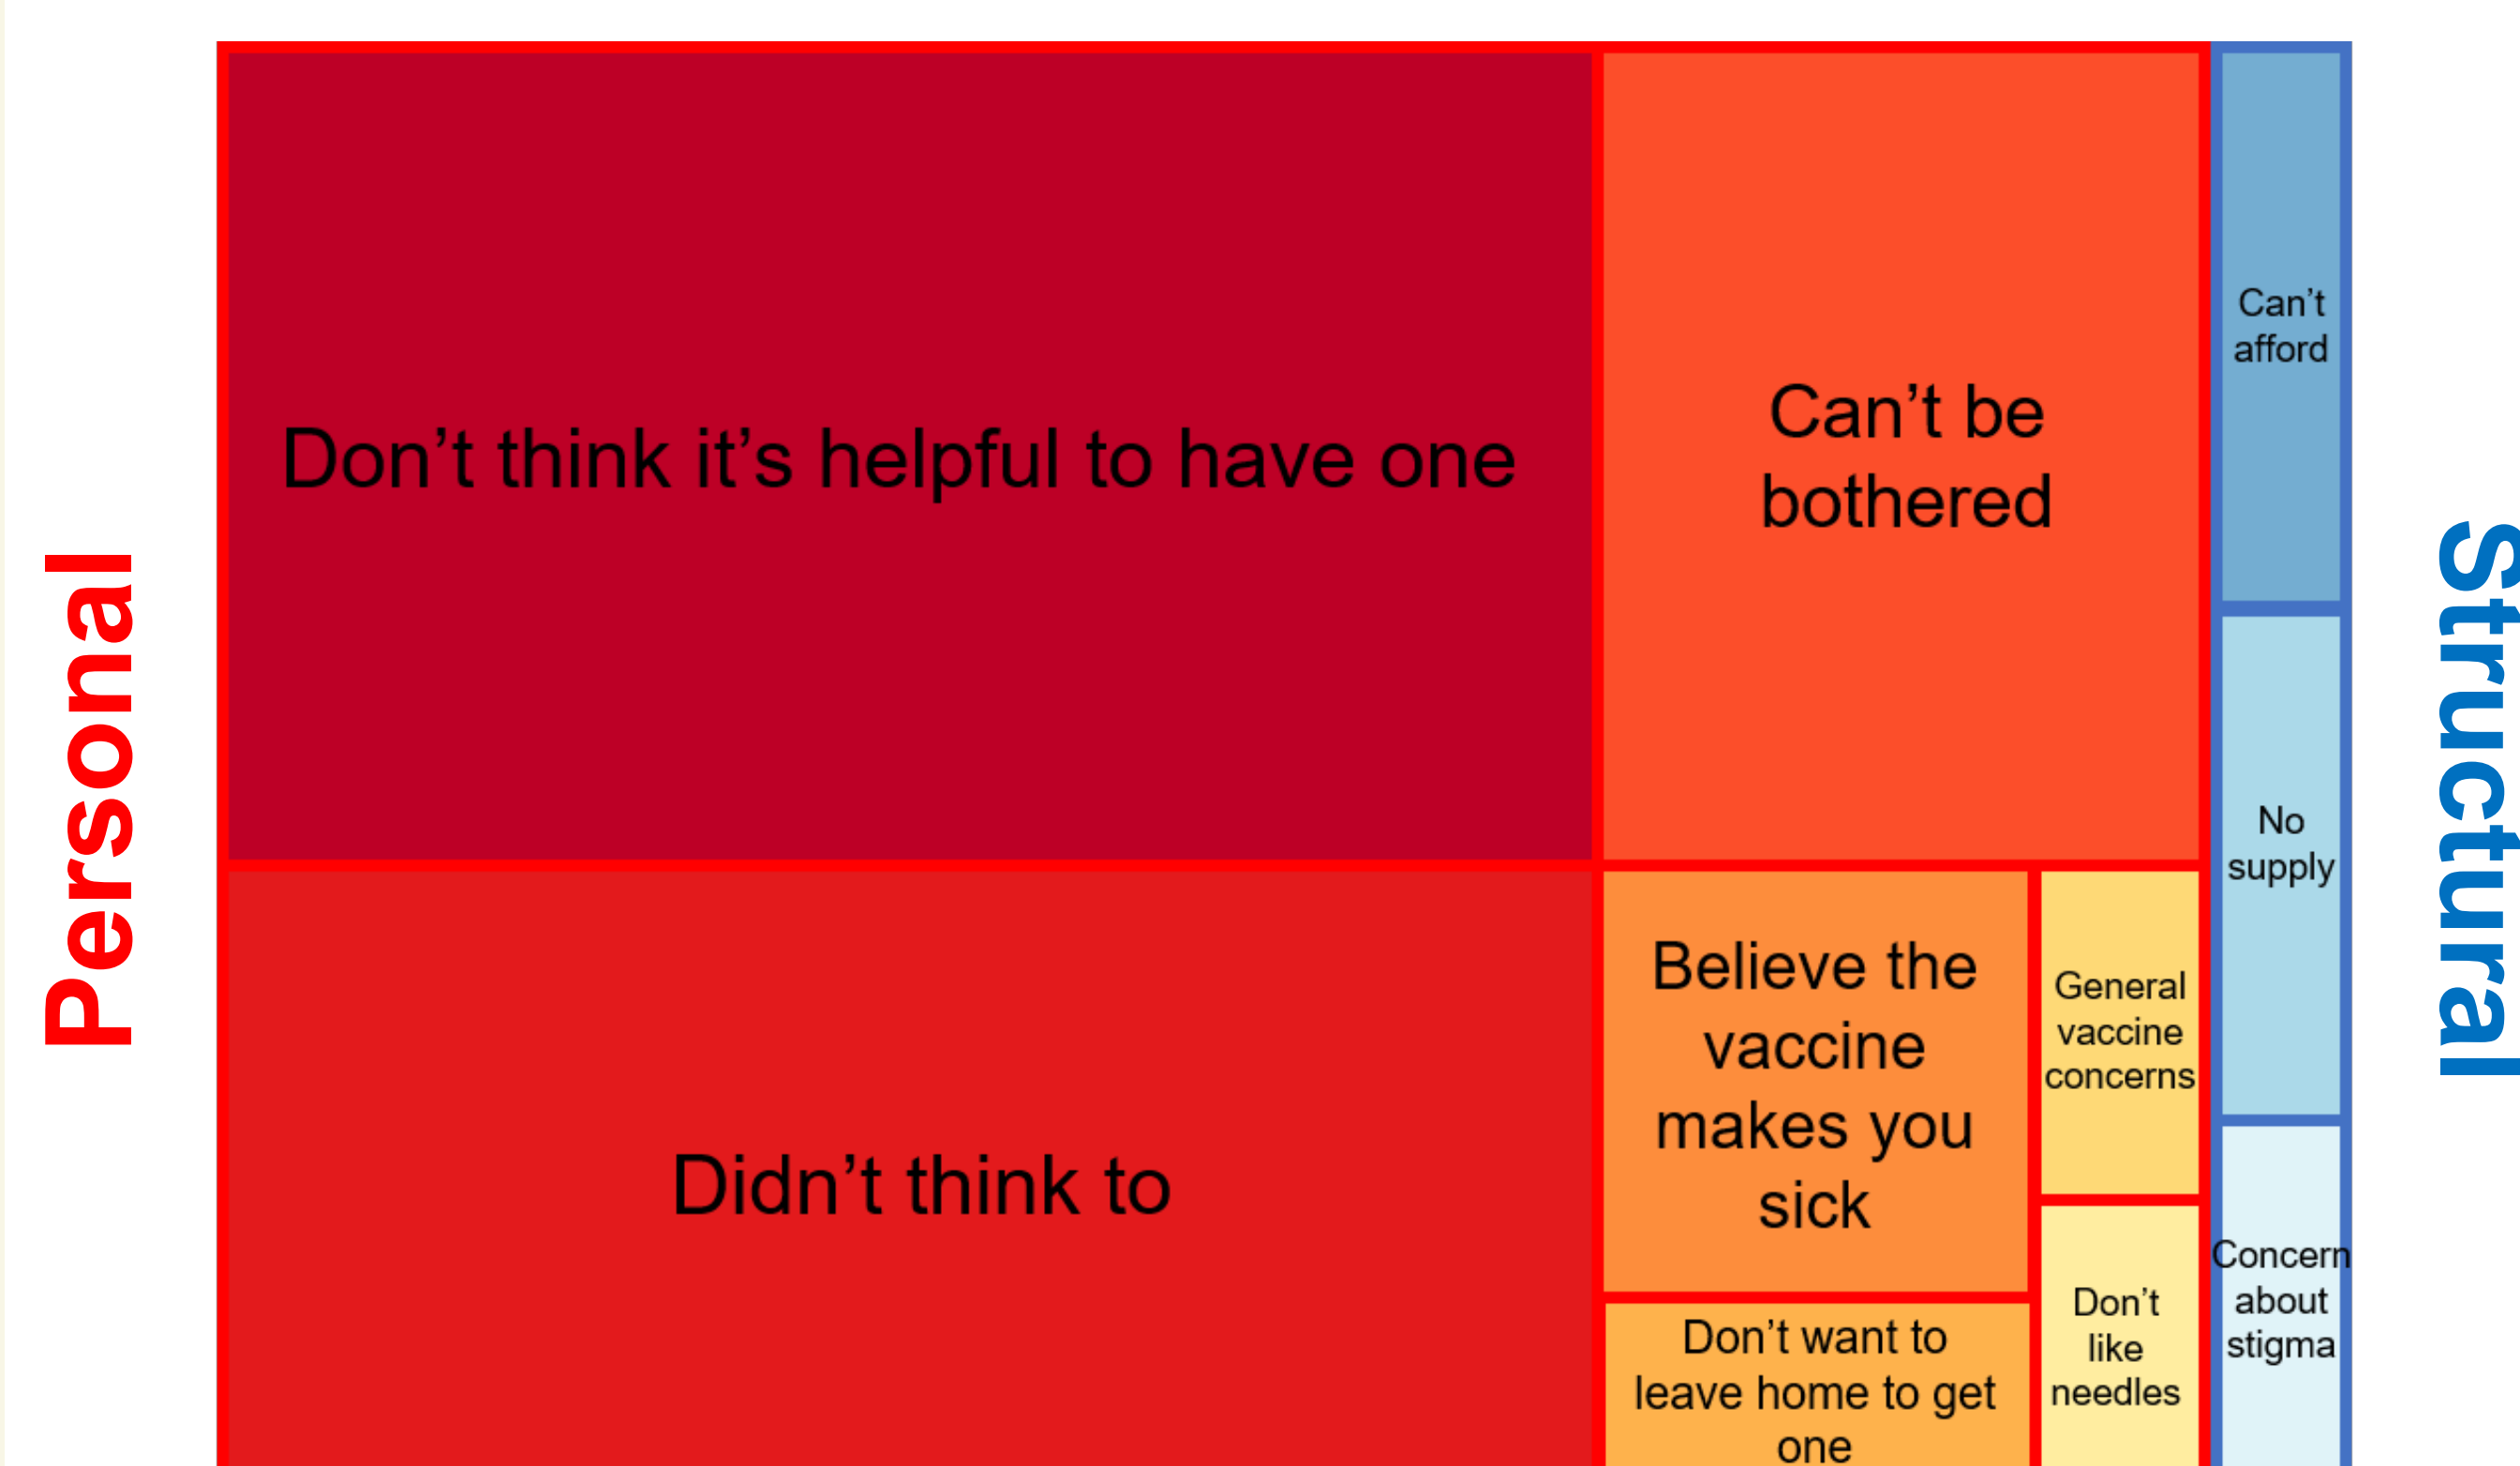 Personal
Don’t think it’s helpful to have one
Can’t be
bothered
Didn’t think to
Believe the
vaccine
makes you
sick
Don’t want to
leave home to get
one
General
vaccine
concerns
Don’t
like
needles
Can’t
afford
No
supply
Concern
about
stigma
Structural